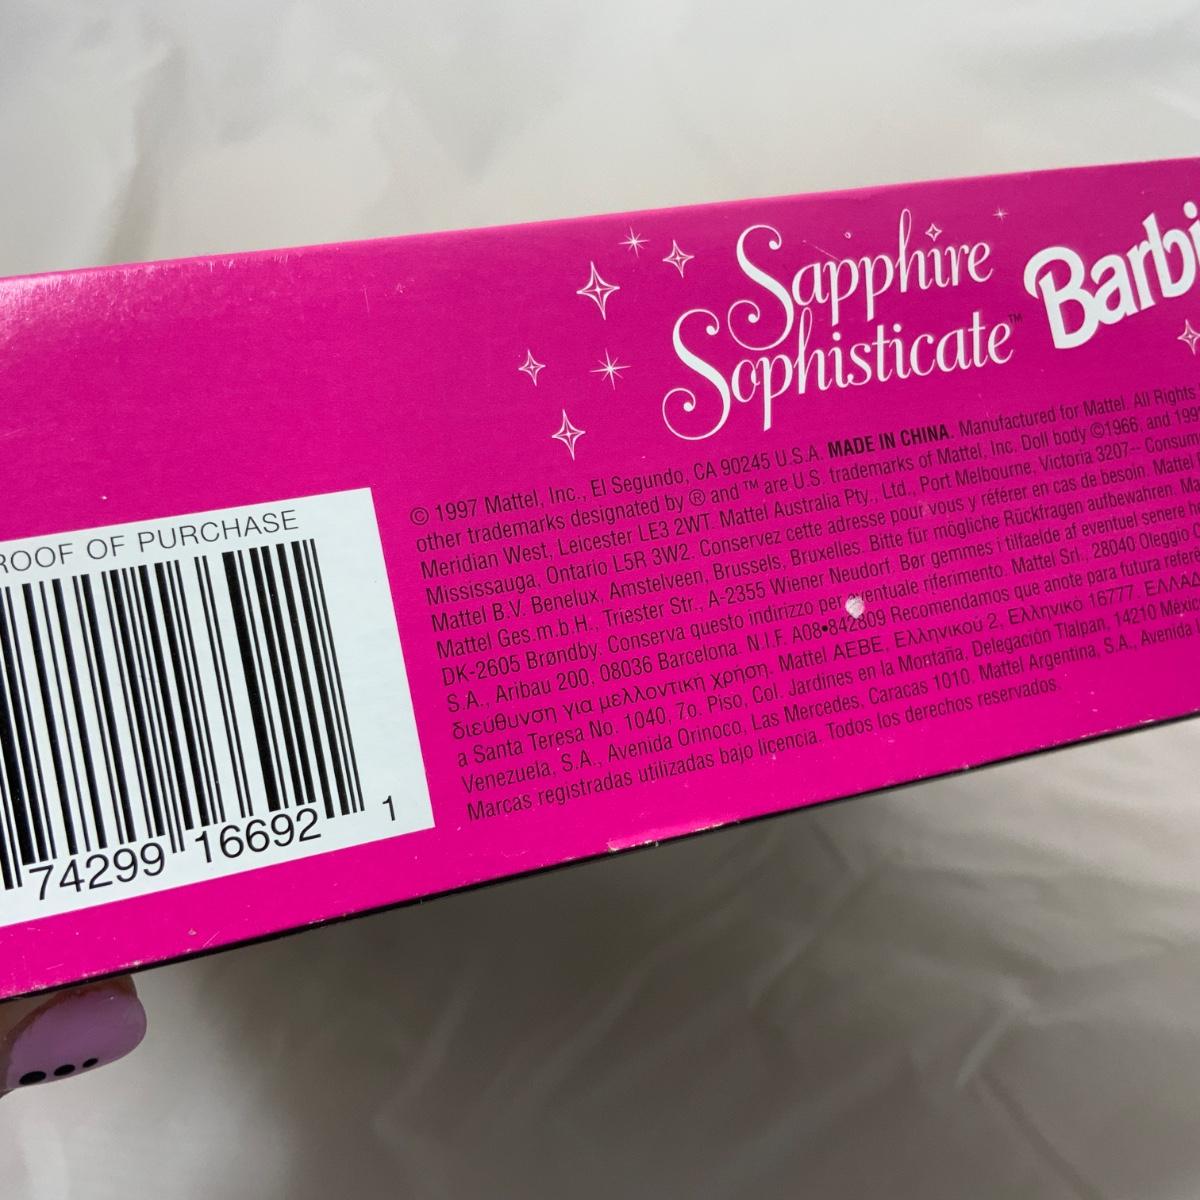 Sapphire
Sophisticate™
Barbi
© 1997 Mattel, Inc., El Segundo, CA 90245 U.S.A. MADE IN CHINA. Manufactured for Mattel. All Rights
other trademarks designated by ® and ™ are U.S. trademarks of Mattel, Inc. Doll body ©1966, and 199
Meridian West, Leicester LE3 2WT. Mattel Australia Pty., Ltd., Port Melbourne, Victoria 3207-- Consum
Mississauga, Ontario L5R 3W2. Conservez cette adresse pour vous y référer en cas de besoin. Mattel
Mattel B.V. Benelux, Amstelveen, Brussels, Bruxelles. Bitte für mögliche Rückfragen aufbewahren. Ma
Mattel Ges.m.b.H., Triester Str., A-2355 Wiener Neudorf. Bør gemmes i tilfaelde af eventuel senere
DK-2605 Brøndby. Conserva questo indirizzo per eventuale riferimento. Mattel Srl., 28040 Oleggio
S.A., Aribau 200, 08036 Barcelona. N.I.F. A08•842809 Recomendamos que anote para futura refere
διεύθυνση για μελλοντική χρήση. Mattel AEBE, Ελληνικού 2, Ελληνικό 16777. ΕΛΛΑΔ
a Santa Teresa No. 1040, 7o. Piso, Col. Jardines en la Montaña, Delegación Tlalpan, 14210 Méxi
Venezuela, S.A., Avenida Orinoco, Las Mercedes, Caracas 1010. Mattel Argentina, S.A., Avenida
Marcas registradas utilizadas bajo licencia. Todos los derechos reservados.
ROOF OF PURCHASE
74299 16692 1